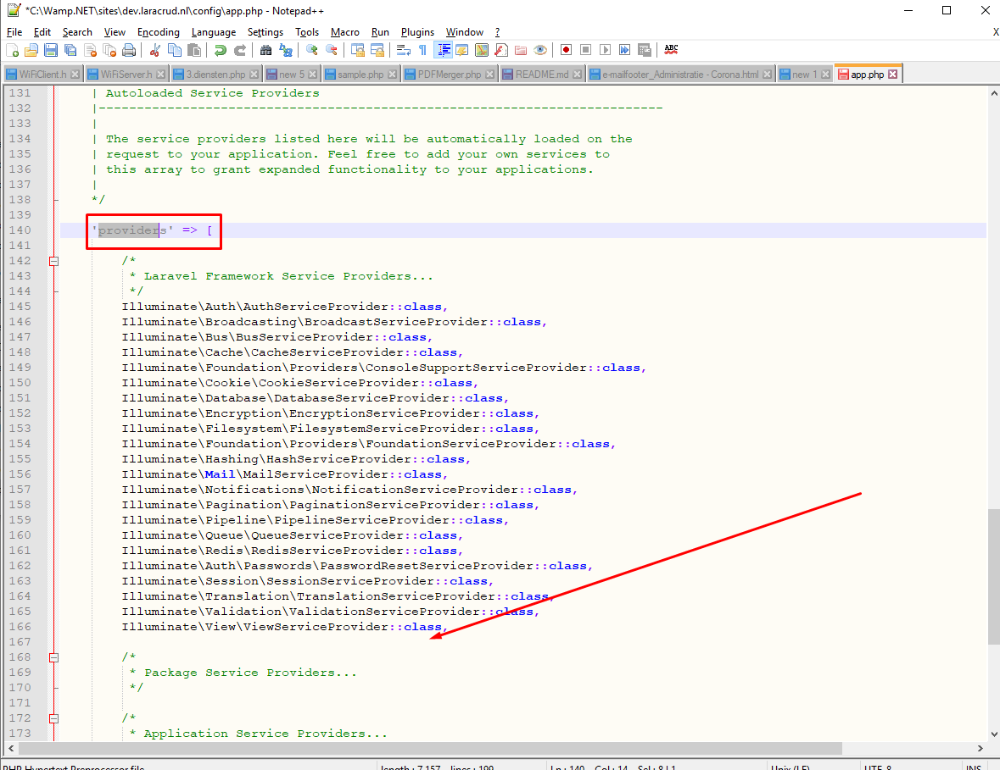 *C:\Wamp.NET\sites\dev.laracrud.nl\config\app.php - Notepad++
File Edit Search View Encoding Language Settings Tools Macro Run Plugins Window ? X
WiFiClient.h WiFiServer.h 3.diensten.php new 5 sample.php PDFMerger.php README.md e-mailfooter_Administratie - Corona.html new 1 app.php
131 | Autoloaded Service Providers
132 |--------------------------------------------------------------------------
133 |
134 | The service providers listed here will be automatically loaded on the
135 | request to your application. Feel free to add your own services to
136 | this array to grant expanded functionality to your applications.
137 |
138 */
139
140 'providers' => [
141
142 /*
143 * Laravel Framework Service Providers...
144 */
145 Illuminate\Auth\AuthServiceProvider::class,
146 Illuminate\Broadcasting\BroadcastServiceProvider::class,
147 Illuminate\Bus\BusServiceProvider::class,
148 Illuminate\Cache\CacheServiceProvider::class,
149 Illuminate\Foundation\Providers\ConsoleSupportServiceProvider::class,
150 Illuminate\Cookie\CookieServiceProvider::class,
151 Illuminate\Database\DatabaseServiceProvider::class,
152 Illuminate\Encryption\EncryptionServiceProvider::class,
153 Illuminate\Filesystem\FilesystemServiceProvider::class,
154 Illuminate\Foundation\Providers\FoundationServiceProvider::class,
155 Illuminate\Hashing\HashServiceProvider::class,
156 Illuminate\Mail\MailServiceProvider::class,
157 Illuminate\Notifications\NotificationServiceProvider::class,
158 Illuminate\Pagination\PaginationServiceProvider::class,
159 Illuminate\Pipeline\PipelineServiceProvider::class,
160 Illuminate\Queue\QueueServiceProvider::class,
161 Illuminate\Redis\RedisServiceProvider::class,
162 Illuminate\Auth\Passwords\PasswordResetServiceProvider::class,
163 Illuminate\Session\SessionServiceProvider::class,
164 Illuminate\Translation\TranslationServiceProvider::class,
165 Illuminate\Validation\ValidationServiceProvider::class,
166 Illuminate\View\ViewServiceProvider::class,
167
168 /*
169 * Package Service Providers...
170 */
171
172 /*
173 * Application Service Providers...
PHP Hypertext Preprocessor file length : 7.157 lines : 199 Ln : 140 Col : 14 Sel : 8 | 1 Unix (LF) UTF-8 INS